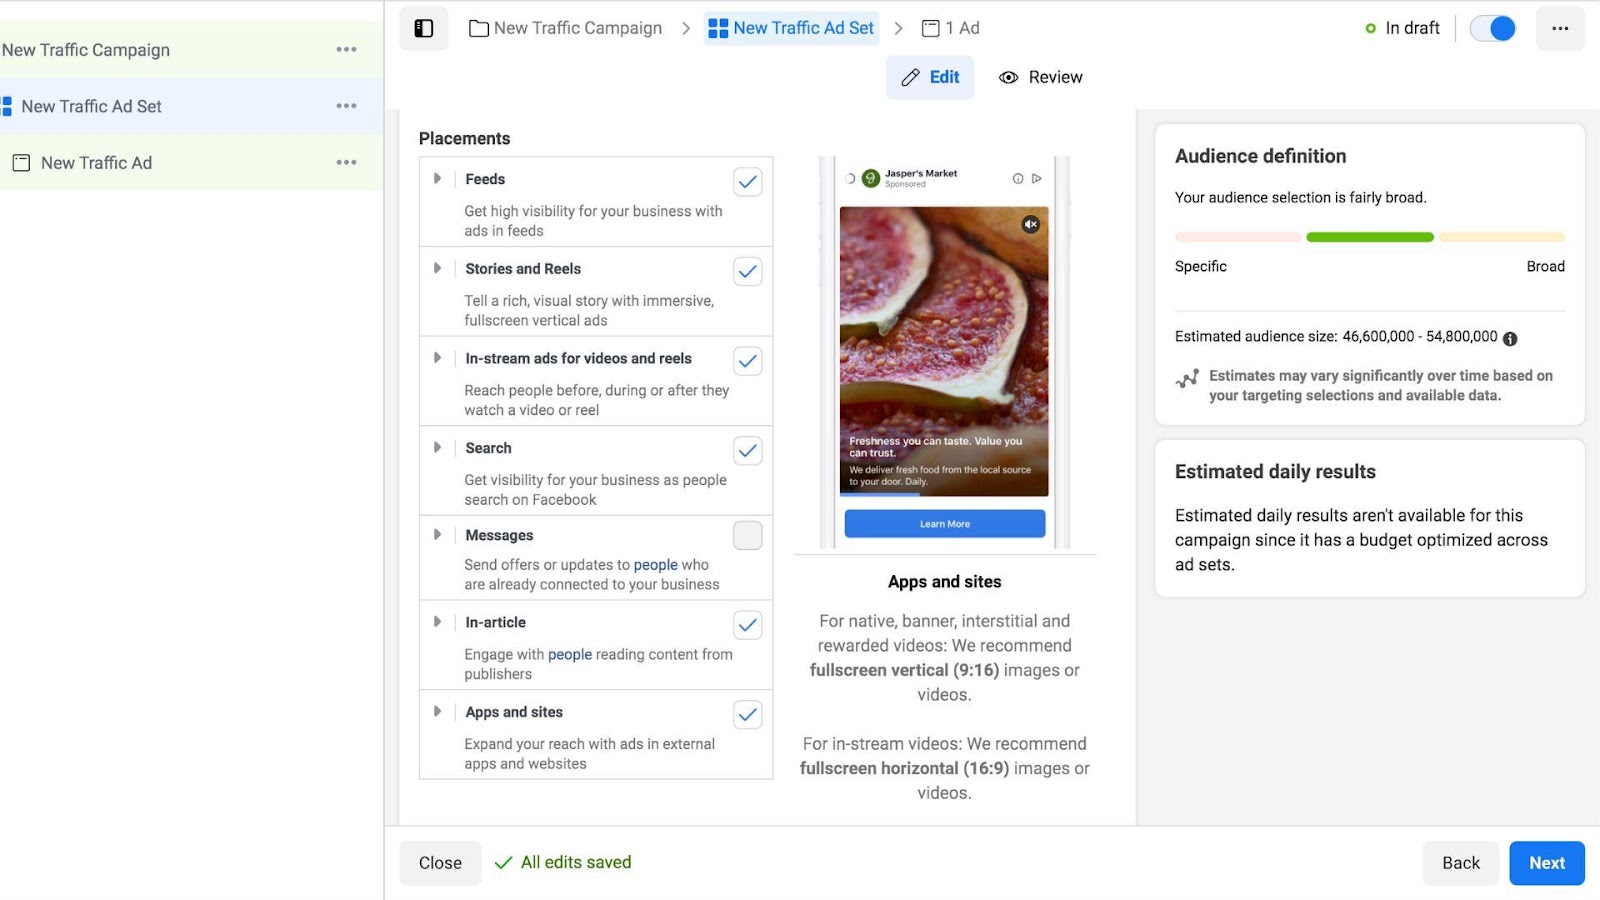 New Traffic Campaign
New Traffic Ad Set
New Traffic Ad
New Traffic Campaign
New Traffic Ad Set
1 Ad
In draft
Edit
Review
Placements
Feeds
Get high visibility for your business with
ads in feeds
Stories and Reels
Tell a rich, visual story with immersive,
fullscreen vertical ads
In-stream ads for videos and reels
Reach people before, during or after they
watch a video or reel
Search
Get visibility for your business as people
search on Facebook
Messages
Send offers or updates to people who
are already connected to your business
In-article
Engage with people reading content from
publishers
Apps and sites
Expand your reach with ads in external
apps and websites
Jasper's Market
Sponsored
Freshness you can taste. Value you
can trust.
We deliver fresh food from the local source
to your door. Daily.
Learn More
Apps and sites
For native, banner, interstitial and
rewarded videos: We recommend
fullscreen vertical (9:16) images or
videos.
For in-stream videos: We recommend
fullscreen horizontal (16:9) images or
videos.
Audience definition
Your audience selection is fairly broad.
Specific
Broad
Estimated audience size: 46,600,000 - 54,800,000
Estimates may vary significantly over time based on
your targeting selections and available data.
Estimated daily results
Estimated daily results aren't available for this
campaign since it has a budget optimized across
ad sets.
Close
All edits saved
Back
Next